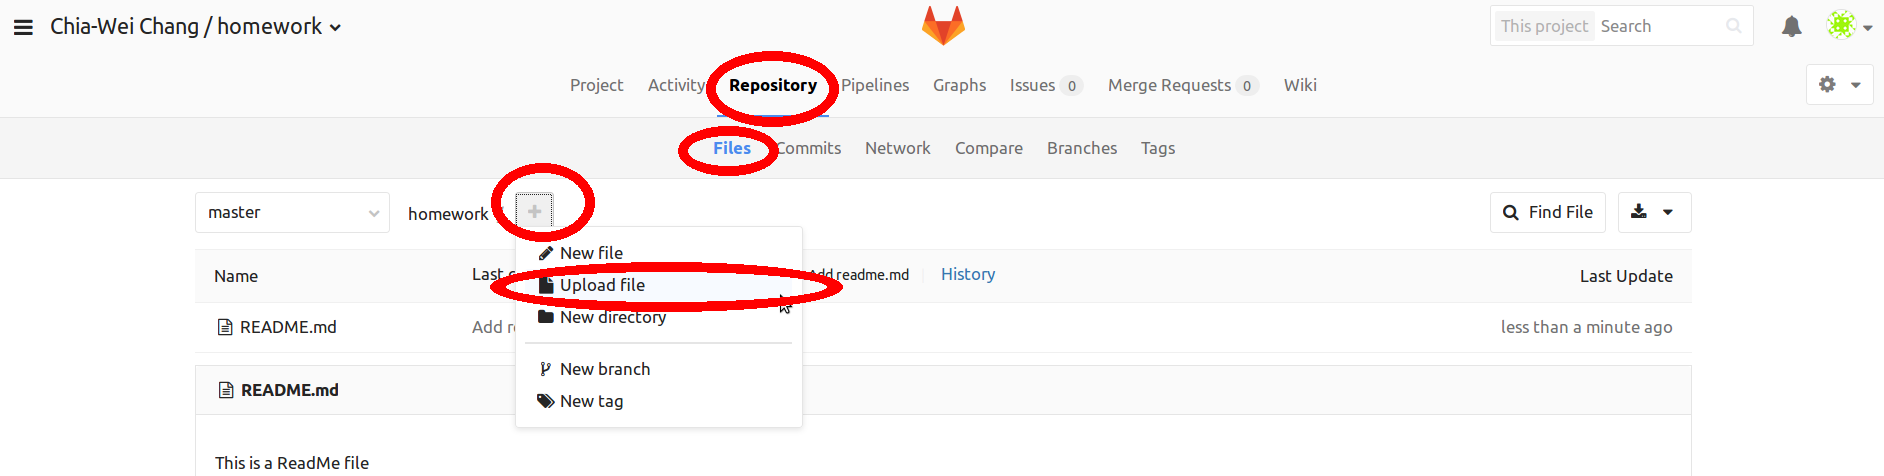 Chia-Wei Chang / homework
This project Search
Project Activity Repository Pipelines Graphs Issues 0 Merge Requests 0 Wiki
Files Commits Network Compare Branches Tags
master homework Find File
New file
Name Last Add readme.md History Last Update
Upload file
New directory
README.md Add less than a minute ago
New branch
README.md
New tag
This is a ReadMe file